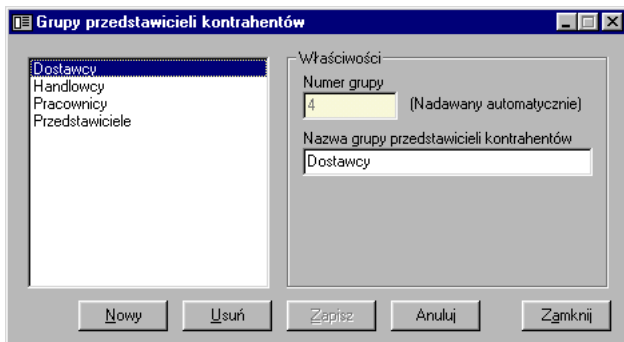 Grupy przedstawicieli kontrahentów
Dostawcy
Handlowcy
Pracownicy
Przedstawiciele
Właściwości
Numer grupy
4 (Nadawany automatycznie)
Nazwa grupy przedstawicieli kontrahentów
Dostawcy
Nowy Usuń Zapisz Anuluj Zamknij